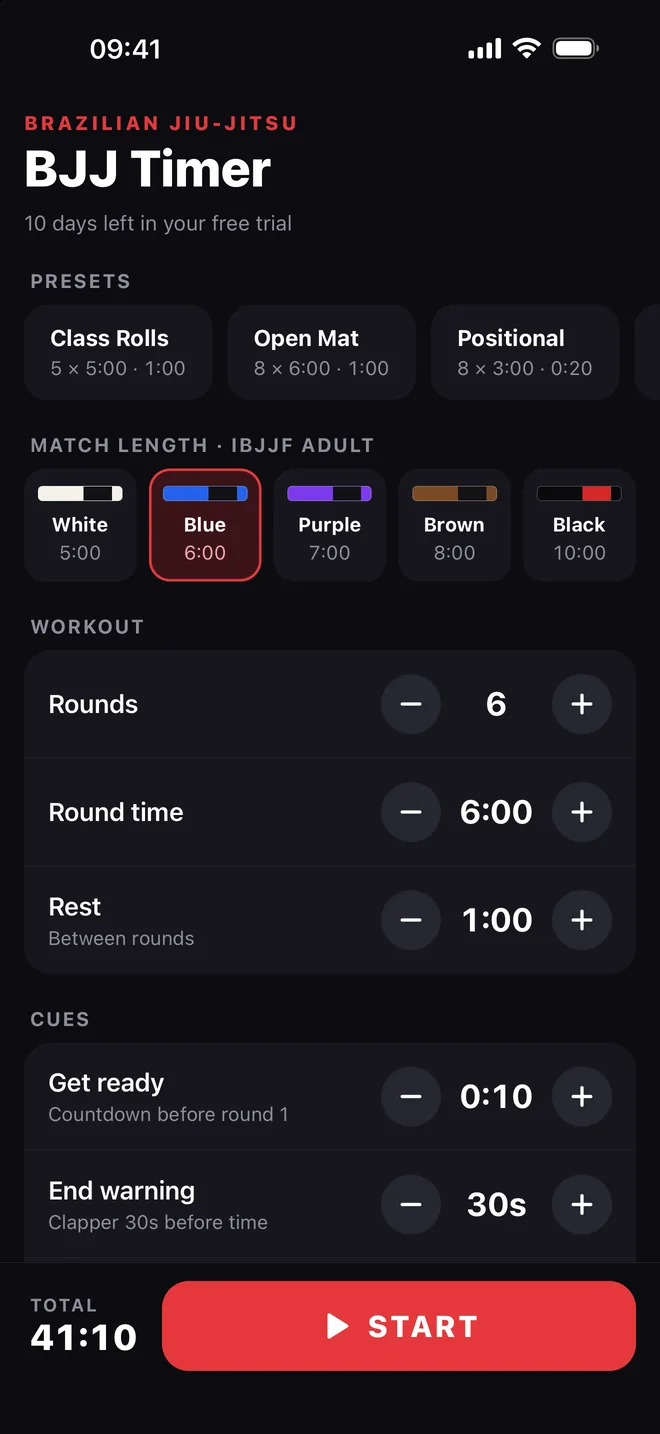 09:41
BRAZILIAN JIU-JITSU
BJJ Timer
10 days left in your free trial
PRESETS
Class Rolls
5 × 5:00 · 1:00
Open Mat
8 × 6:00 · 1:00
Positional
8 × 3:00 · 0:20
MATCH LENGTH · IBJJF ADULT
White
5:00
Blue
6:00
Purple
7:00
Brown
8:00
Black
10:00
WORKOUT
Rounds
− 6 +
Round time
− 6:00 +
Rest
Between rounds
− 1:00 +
CUES
Get ready
Countdown before round 1
− 0:10 +
End warning
Clapper 30s before time
− 30s +
TOTAL
41:10
START